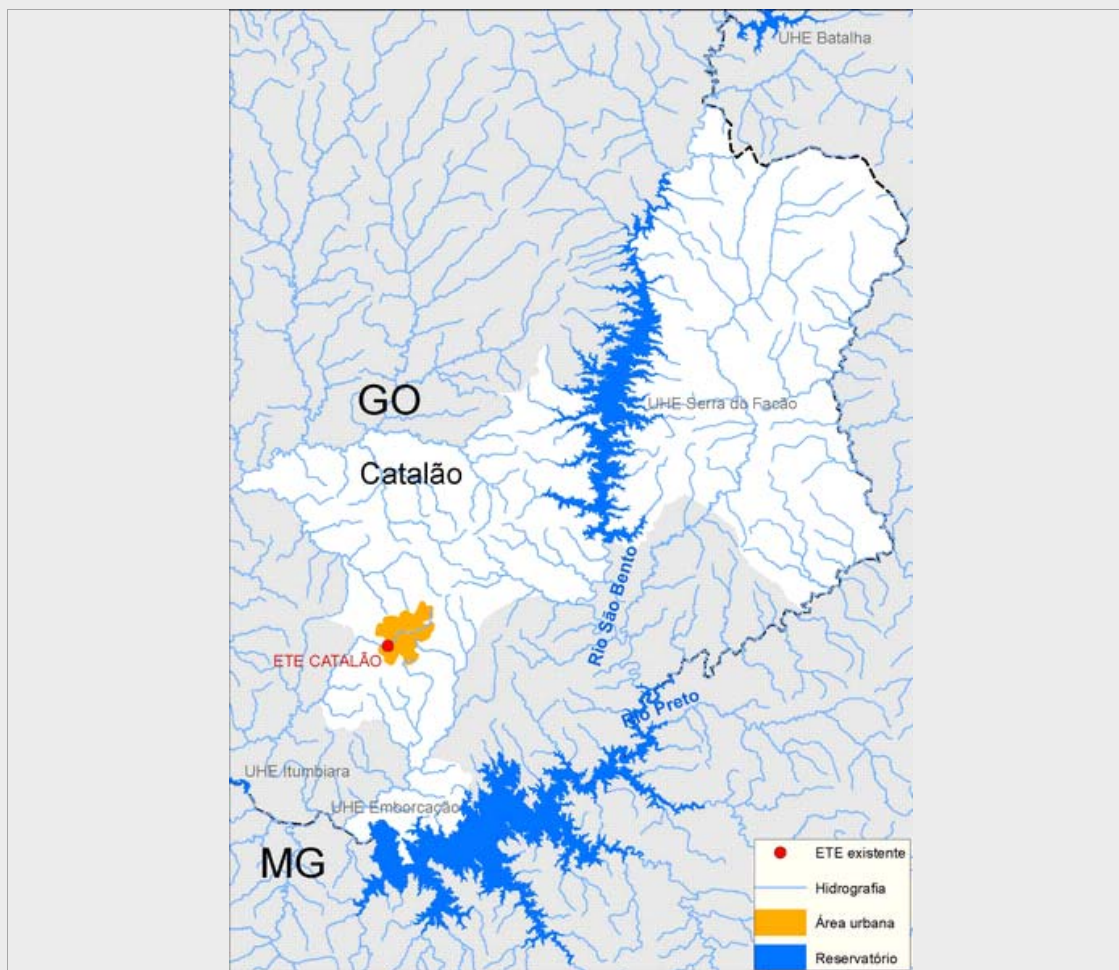 UHE Batalha
GO
UHE Serra do Facão
Catalão
Rio São Bento
ETE CATALÃO
Rio Preto
UHE Itumbiara
UHE Emborcação
MG
ETE existente
Hidrografia
Área urbana
Reservatório